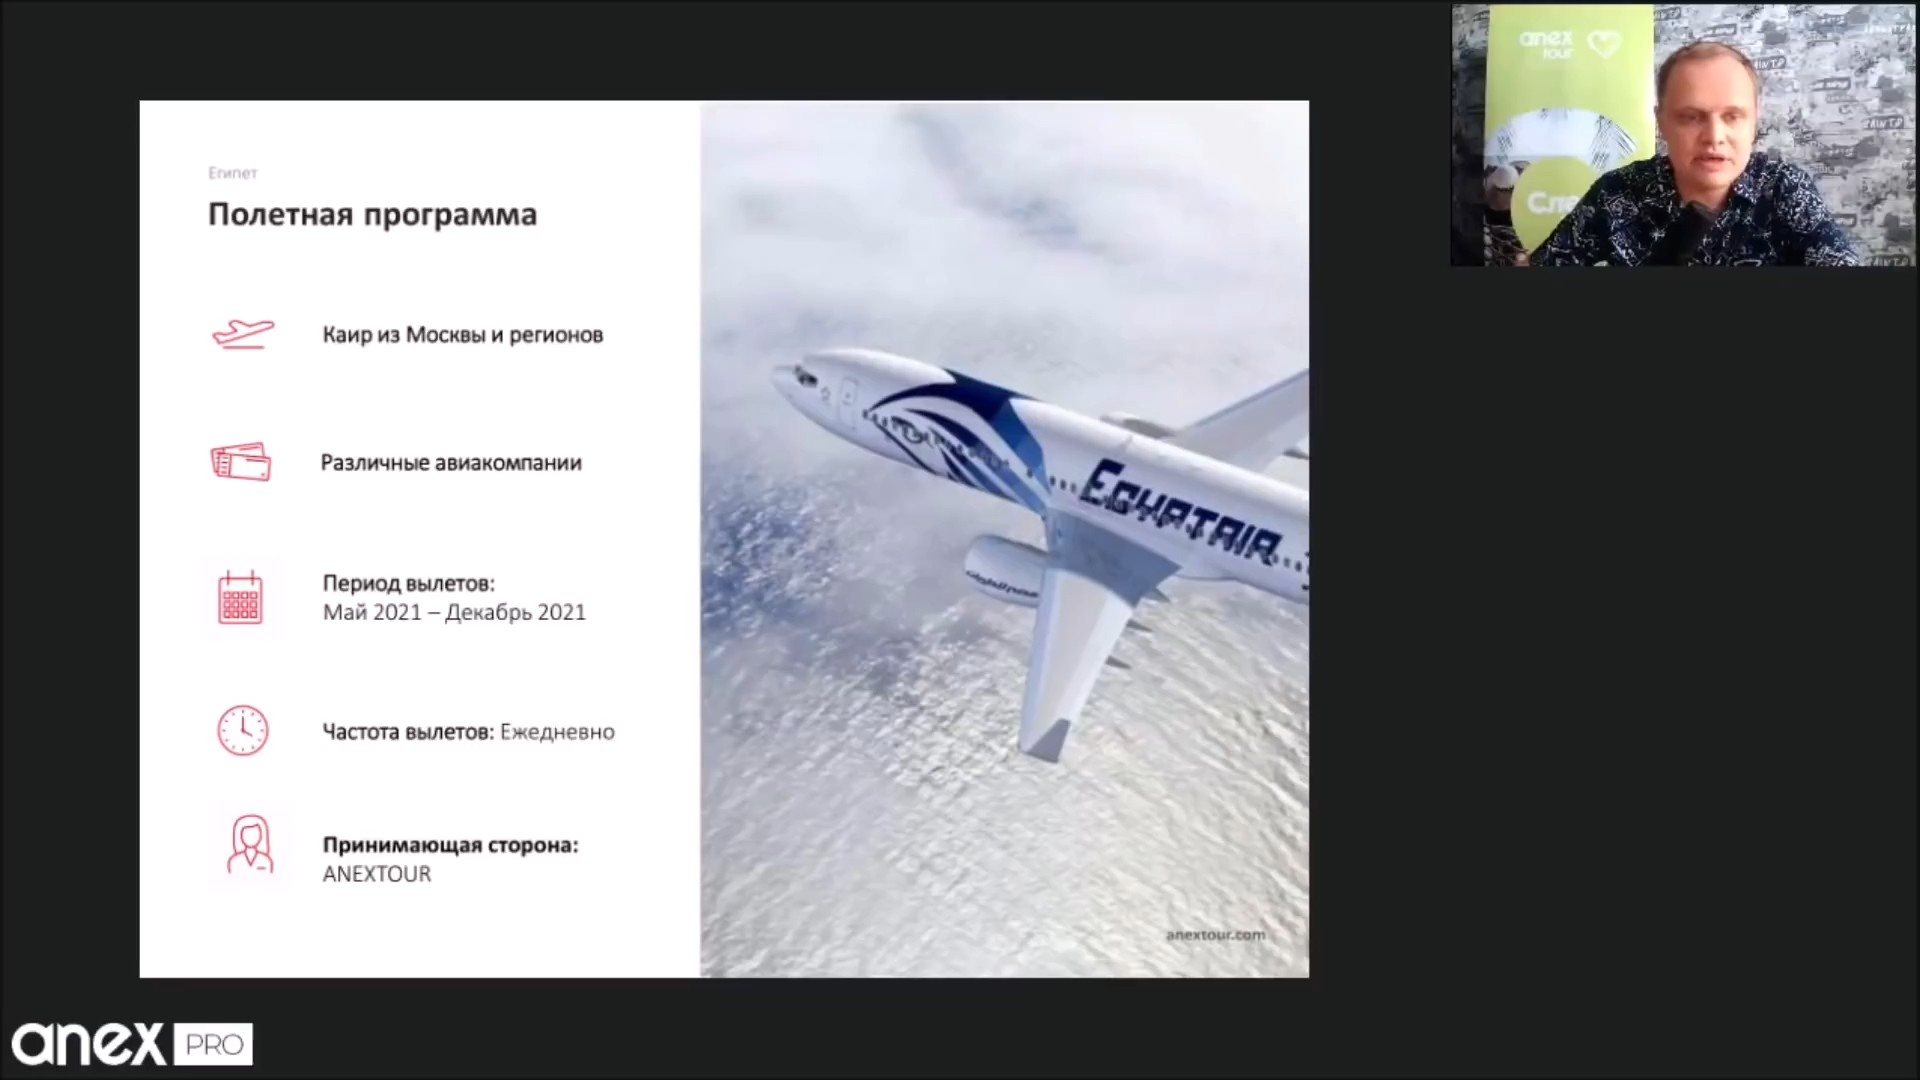 Египет
Полетная программа
Каир из Москвы и регионов
Различные авиакомпании
Период вылетов:
Май 2021 – Декабрь 2021
Частота вылетов: Ежедневно
Принимающая сторона:
ANEXTOUR
EGYPTAIR
anextour.com
anex
tour
Сле
anex PRO